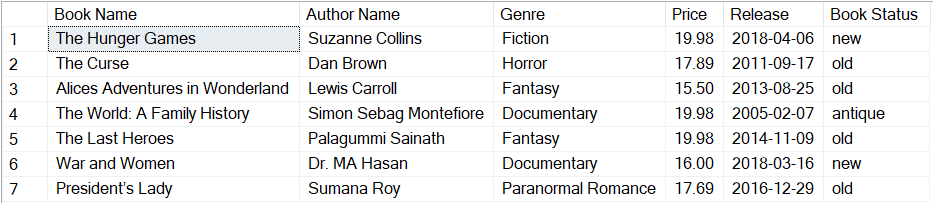 Book Name Author Name Genre Price Release Book Status
1 The Hunger Games Suzanne Collins Fiction 19.98 2018-04-06 new
2 The Curse Dan Brown Horror 17.89 2011-09-17 old
3 Alices Adventures in Wonderland Lewis Carroll Fantasy 15.50 2013-08-25 old
4 The World: A Family History Simon Sebag Montefiore Documentary 19.98 2005-02-07 antique
5 The Last Heroes Palagummi Sainath Fantasy 19.98 2014-11-09 old
6 War and Women Dr. MA Hasan Documentary 16.00 2018-03-16 new
7 President’s Lady Sumana Roy Paranormal Romance 17.69 2016-12-29 old